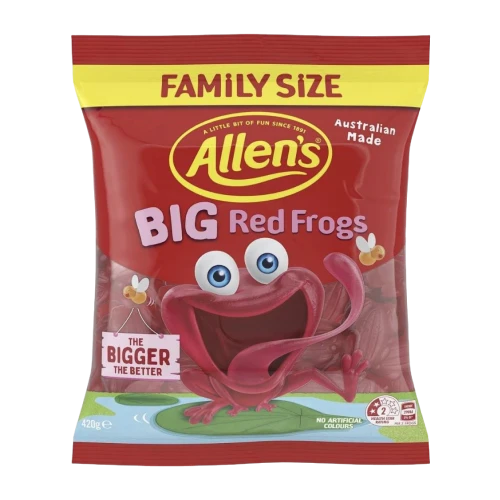 FAMiLY SiZE
A LITTLE BIT OF FUN SINCE 1891
Allen's
Australian
Made
BIG Red Frogs
THE
BIGGER
THE BETTER
NO ARTIFICIAL
COLOURS
420g e
2